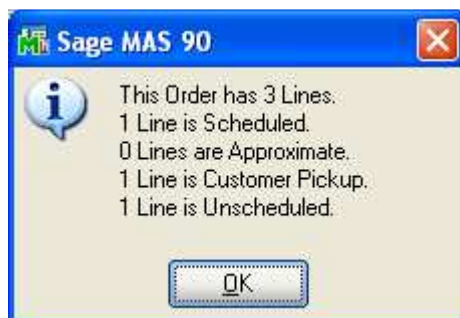 Sage MAS 90
This Order has 3 Lines.
1 Line is Scheduled.
0 Lines are Approximate.
1 Line is Customer Pickup.
1 Line is Unscheduled.
OK